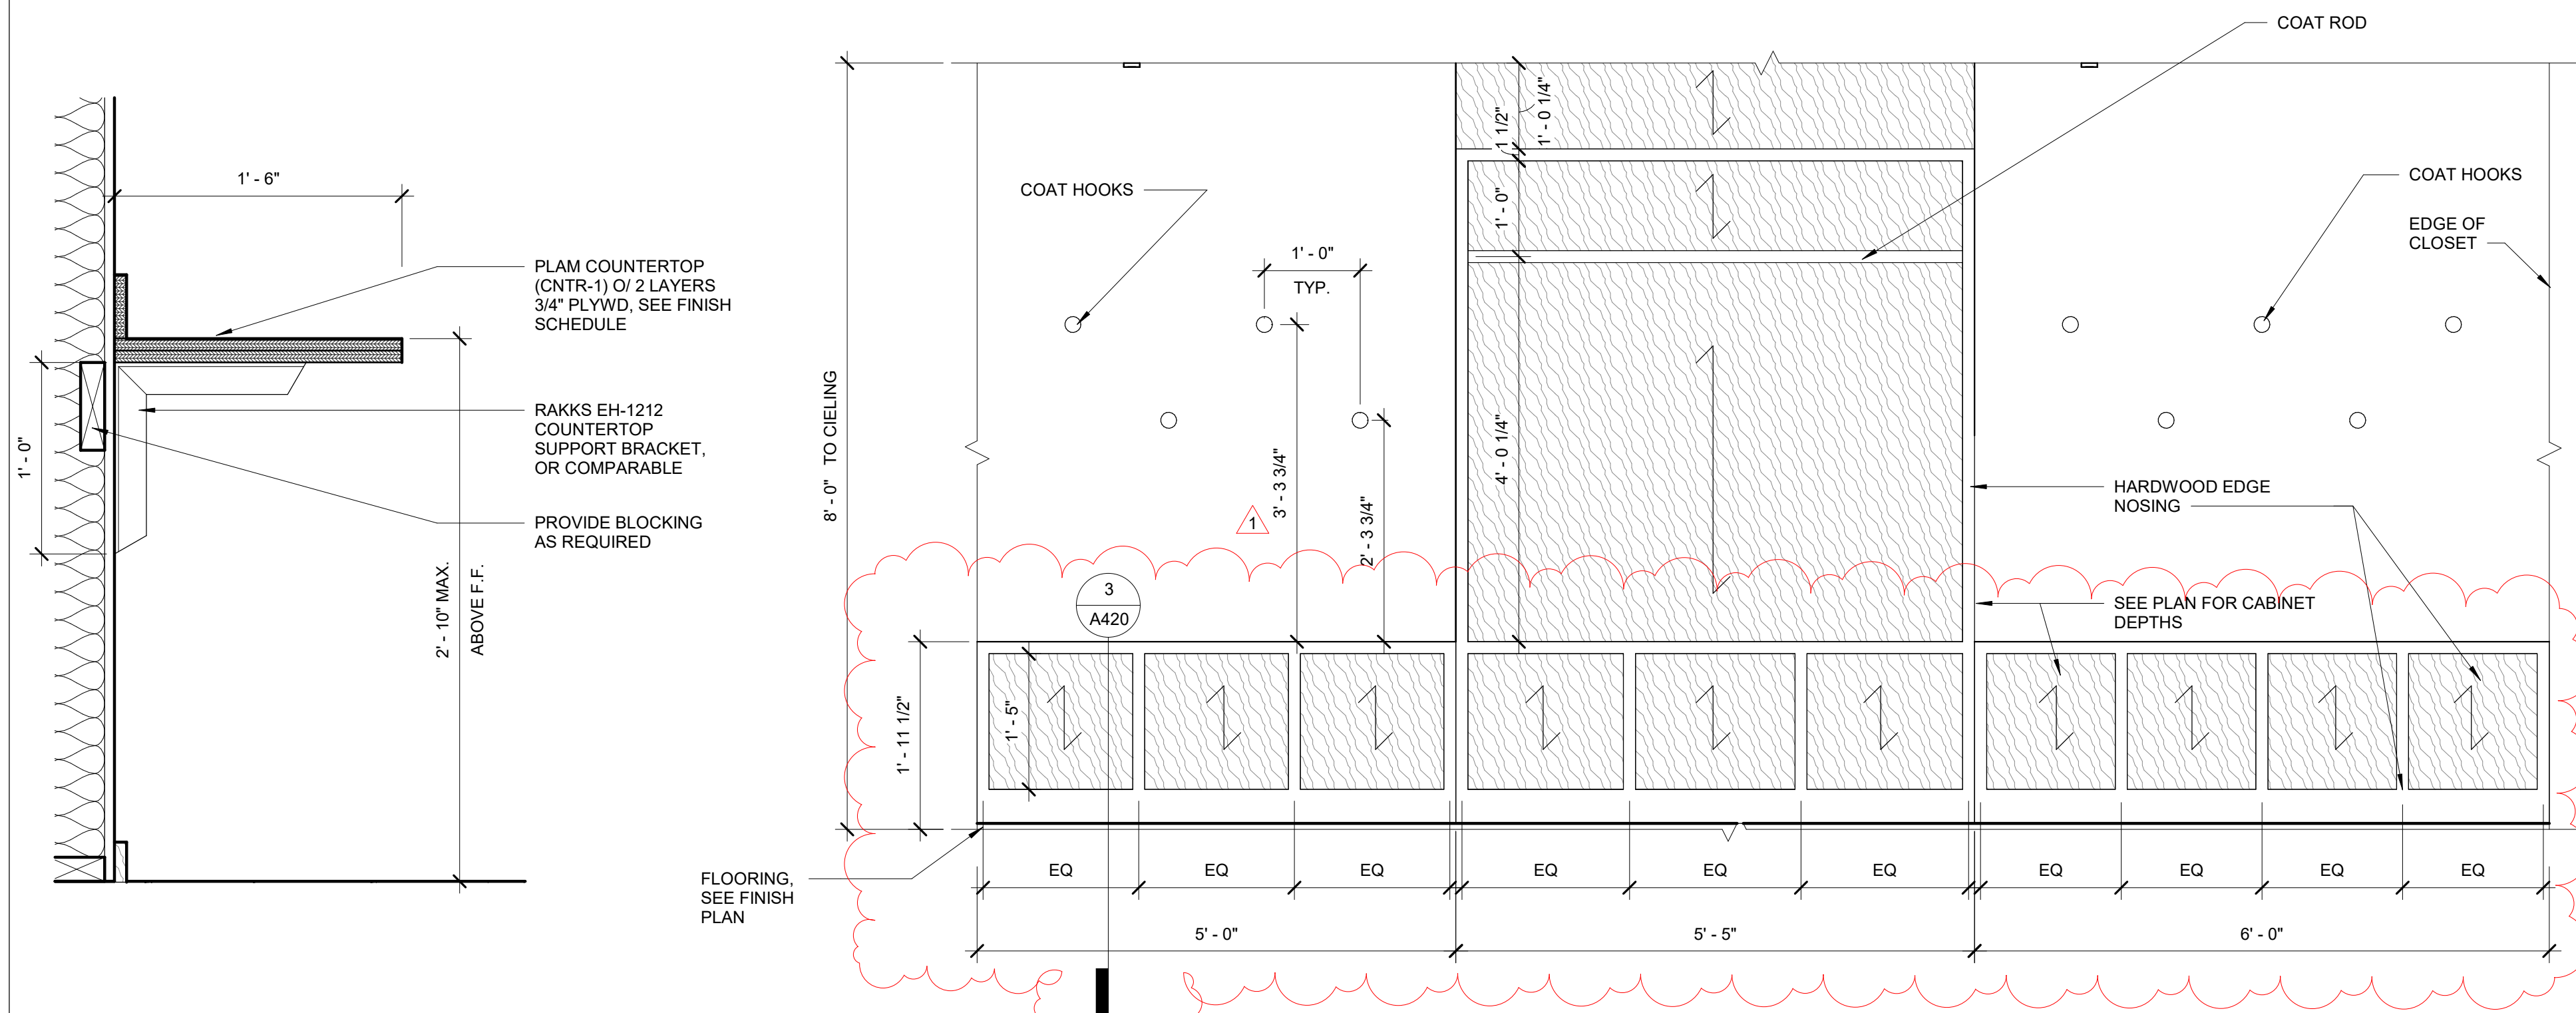 1' - 6"
PLAM COUNTERTOP
(CNTR-1) O/ 2 LAYERS
3/4" PLYWD, SEE FINISH
SCHEDULE
RAKKS EH-1212
COUNTERTOP
SUPPORT BRACKET,
OR COMPARABLE
PROVIDE BLOCKING
AS REQUIRED
1' - 0"
2' - 10" MAX.
ABOVE F.F.
COAT ROD
8' - 0"  TO CIELING
COAT HOOKS
1' - 0"
TYP.
1 1/2"
1' - 0 1/4"
1' - 0"
4' - 0 1/4"
COAT HOOKS
EDGE OF
CLOSET
1
3' - 3 3/4"
2' - 3 3/4"
HARDWOOD EDGE
NOSING
SEE PLAN FOR CABINET
DEPTHS
3
A420
1' - 11 1/2"
1' - 5"
FLOORING,
SEE FINISH
PLAN
EQ EQ EQ EQ EQ EQ EQ EQ EQ EQ
5' - 0" 5' - 5" 6' - 0"